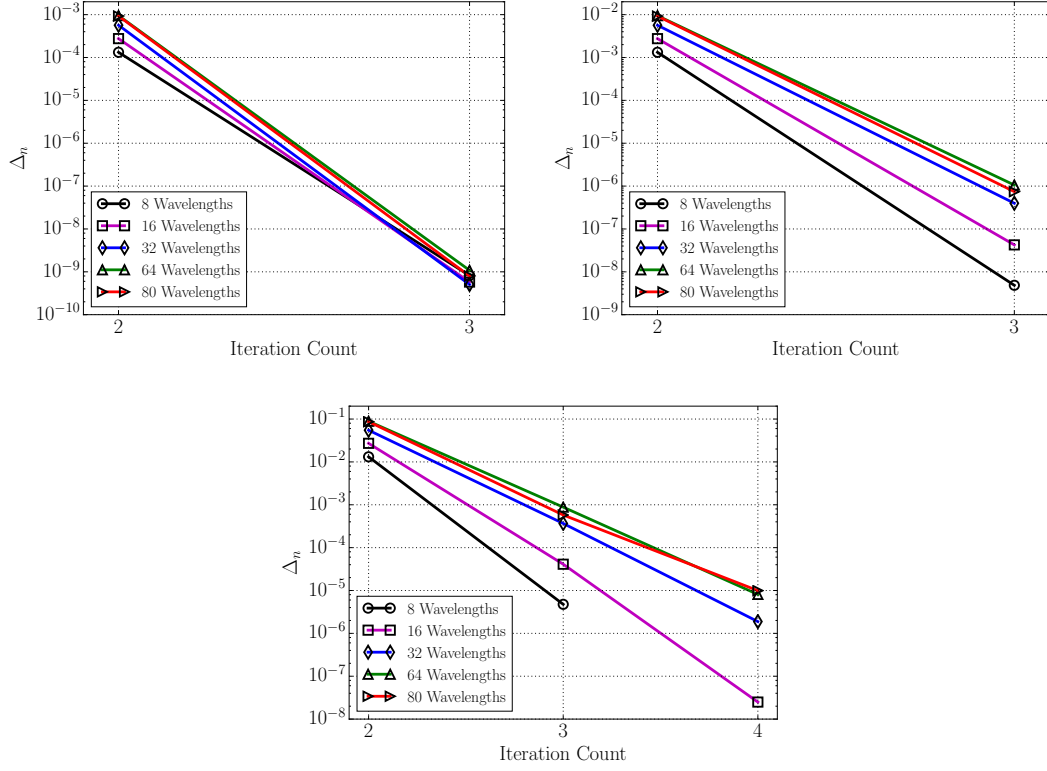 10−3
10−4
10−5
10−6
10−7
10−8
10−9
10−10
Δn
8 Wavelengths
16 Wavelengths
32 Wavelengths
64 Wavelengths
80 Wavelengths
2
3
Iteration Count
10−2
10−3
10−4
10−5
10−6
10−7
10−8
10−9
Δn
8 Wavelengths
16 Wavelengths
32 Wavelengths
64 Wavelengths
80 Wavelengths
2
3
Iteration Count
10−1
10−2
10−3
10−4
10−5
10−6
10−7
10−8
Δn
8 Wavelengths
16 Wavelengths
32 Wavelengths
64 Wavelengths
80 Wavelengths
2
3
4
Iteration Count